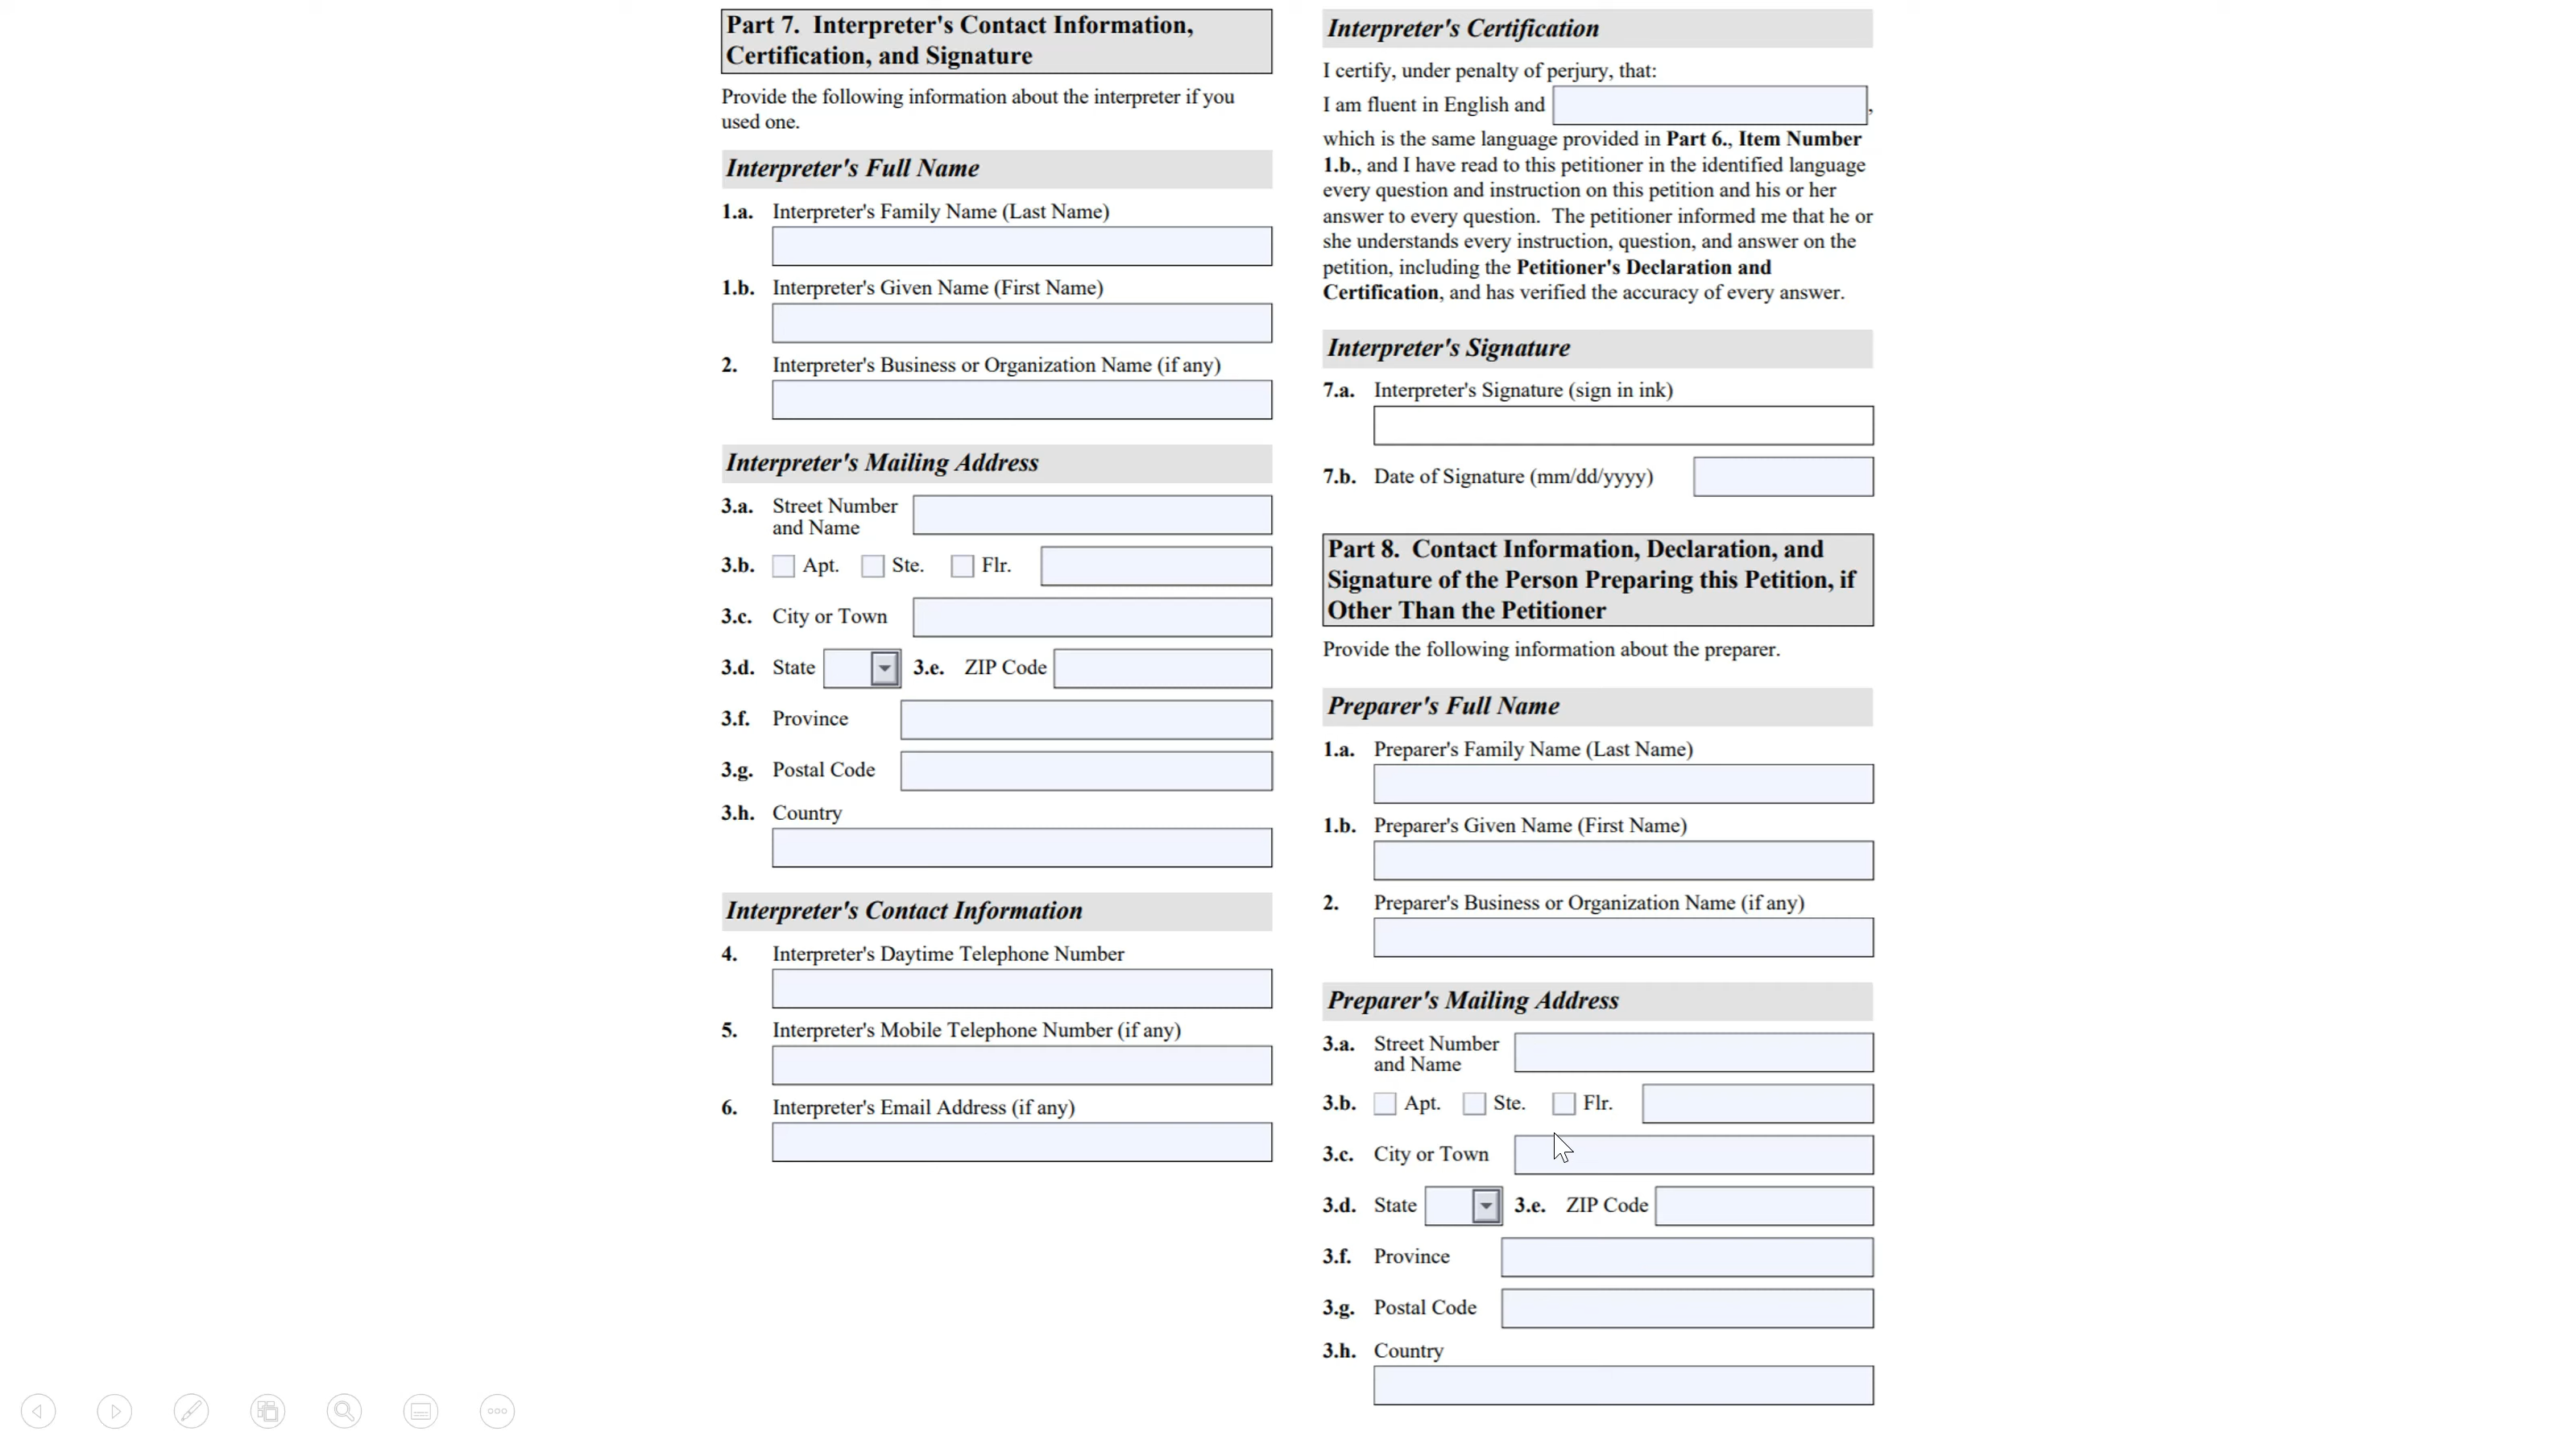 Part 7.  Interpreter's Contact Information,
Certification, and Signature
Provide the following information about the interpreter if you
used one.
Interpreter's Full Name
1.a. Interpreter's Family Name (Last Name)
1.b. Interpreter's Given Name (First Name)
2. Interpreter's Business or Organization Name (if any)
Interpreter's Mailing Address
3.a. Street Number
and Name
3.b. Apt. Ste. Flr.
3.c. City or Town
3.d. State 3.e. ZIP Code
3.f. Province
3.g. Postal Code
3.h. Country
Interpreter's Contact Information
4. Interpreter's Daytime Telephone Number
5. Interpreter's Mobile Telephone Number (if any)
6. Interpreter's Email Address (if any)
Interpreter's Certification
I certify, under penalty of perjury, that:
I am fluent in English and ,
which is the same language provided in Part 6., Item Number
1.b., and I have read to this petitioner in the identified language
every question and instruction on this petition and his or her
answer to every question.  The petitioner informed me that he or
she understands every instruction, question, and answer on the
petition, including the Petitioner's Declaration and
Certification, and has verified the accuracy of every answer.
Interpreter's Signature
7.a. Interpreter's Signature (sign in ink)
7.b. Date of Signature (mm/dd/yyyy)
Part 8.  Contact Information, Declaration, and
Signature of the Person Preparing this Petition, if
Other Than the Petitioner
Provide the following information about the preparer.
Preparer's Full Name
1.a. Preparer's Family Name (Last Name)
1.b. Preparer's Given Name (First Name)
2. Preparer's Business or Organization Name (if any)
Preparer's Mailing Address
3.a. Street Number
and Name
3.b. Apt. Ste. Flr.
3.c. City or Town
3.d. State 3.e. ZIP Code
3.f. Province
3.g. Postal Code
3.h. Country